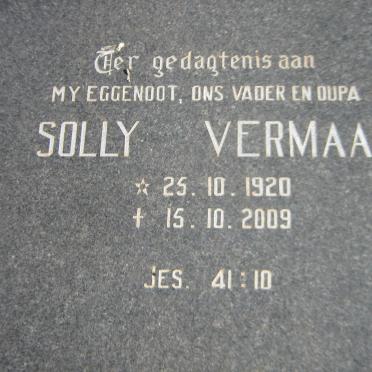 Ter gedagtenis aan
MY EGGENOOT, ONS VADER EN OUPA
SOLLY VERMAA
☆ 25.10.1920
† 15.10.2009
JES. 41:10